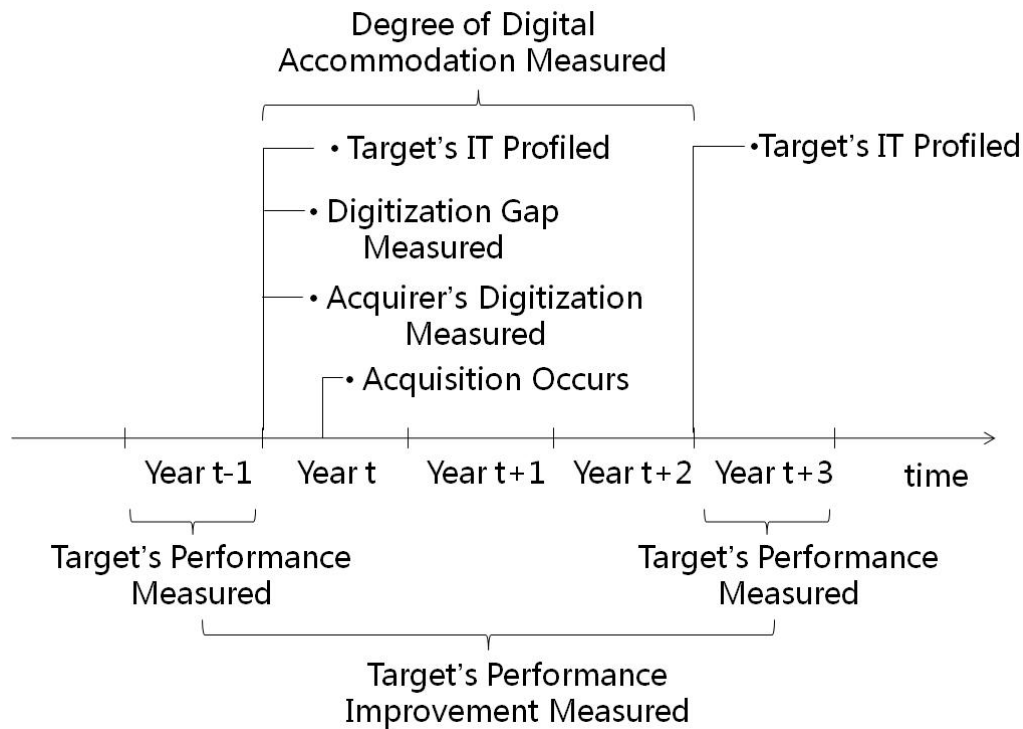 Degree of Digital
Accommodation Measured
• Target's IT Profiled
•Target's IT Profiled
• Digitization Gap
Measured
• Acquirer's Digitization
Measured
• Acquisition Occurs
Year t-1
Year t
Year t+1
Year t+2
Year t+3
time
Target's Performance
Measured
Target's Performance
Measured
Target's Performance
Improvement Measured